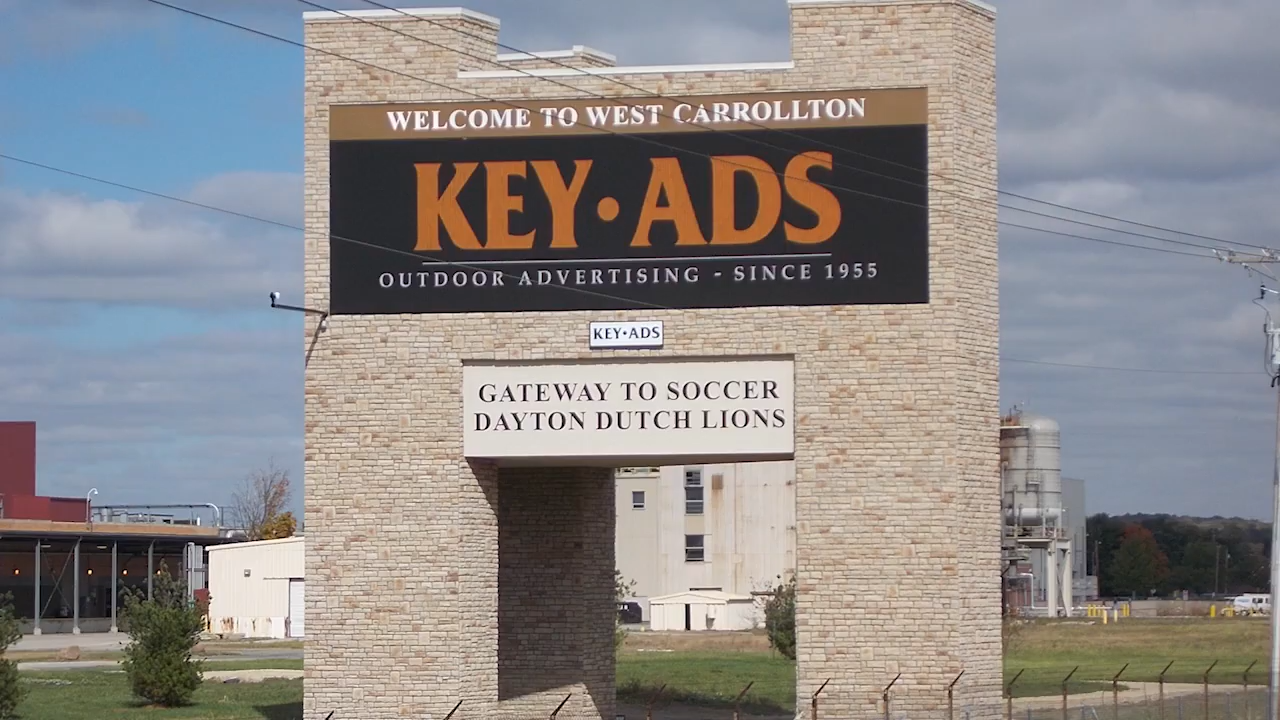 WELCOME TO WEST CARROLLTON
KEY·ADS
OUTDOOR ADVERTISING - SINCE 1955
KEY·ADS
GATEWAY TO SOCCER
DAYTON DUTCH LIONS